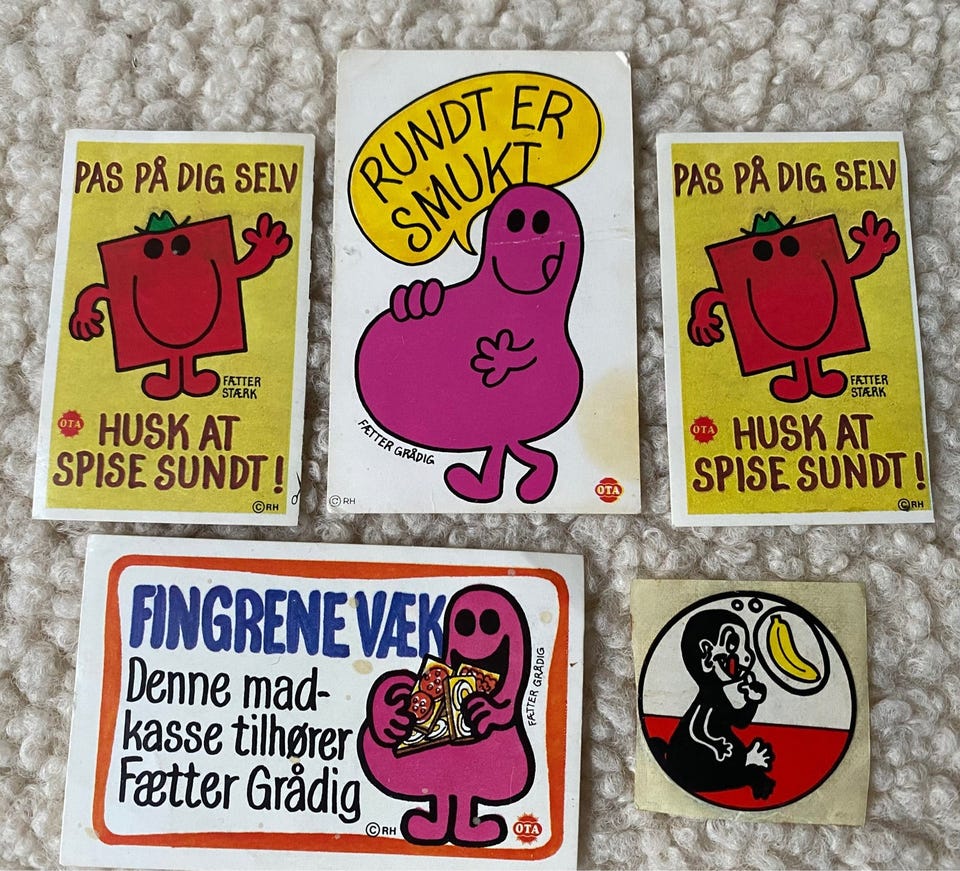 PAS PÅ DIG SELV
FÆTTER
STÆRK
OTA
HUSK AT
SPISE SUNDT!
© RH
RUNDT ER
SMUKT
FÆTTER GRÅDIG
© RH
OTA
PAS PÅ DIG SELV
FÆTTER
STÆRK
OTA
HUSK AT
SPISE SUNDT!
© RH
FINGRENE VÆK
Denne mad-
kasse tilhører
Fætter Grådig
FÆTTER GRÅDIG
© RH
OTA